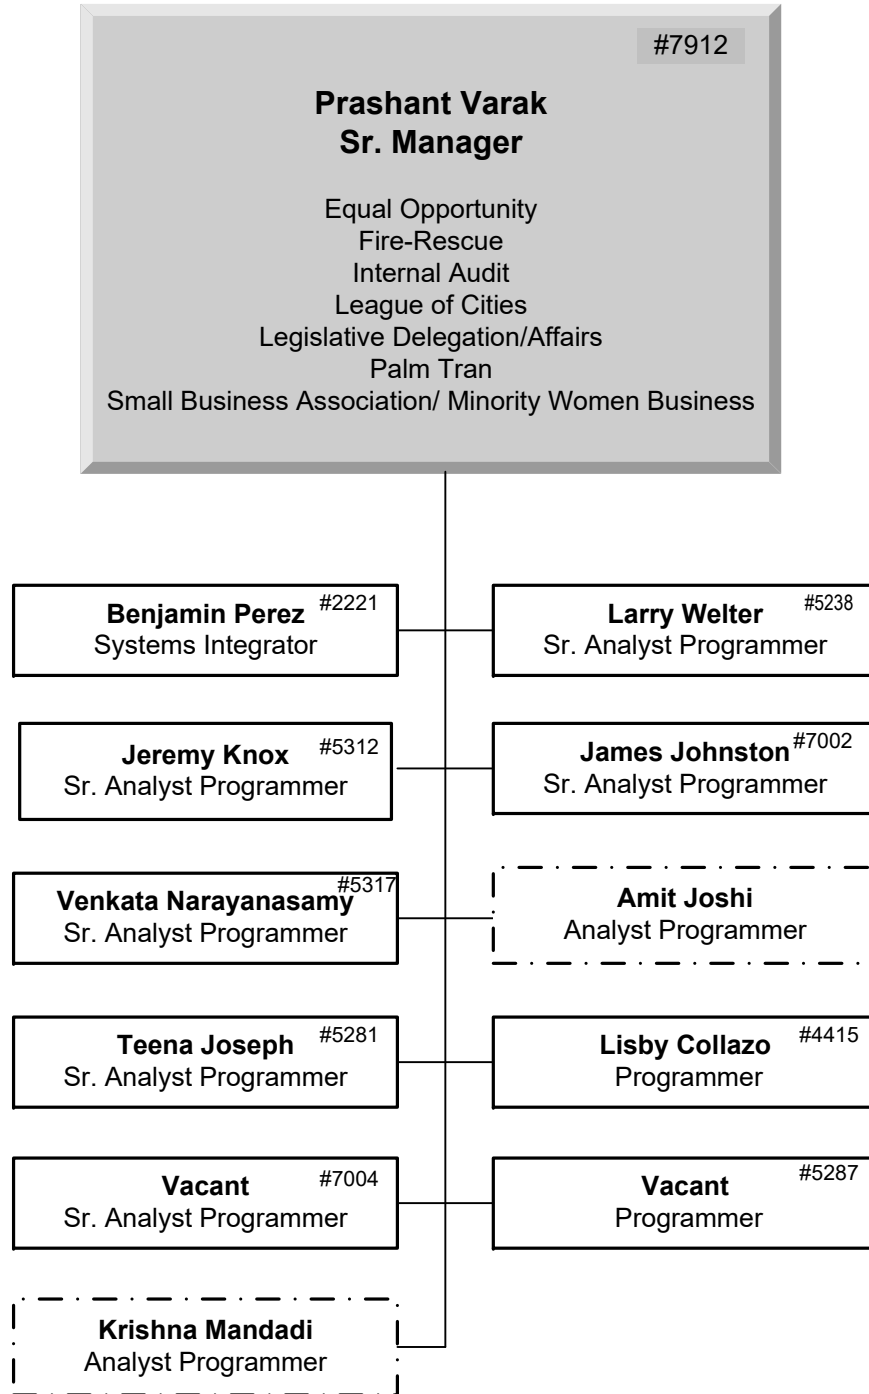 #7912
Prashant Varak
Sr. Manager
Equal Opportunity
Fire-Rescue
Internal Audit
League of Cities
Legislative Delegation/Affairs
Palm Tran
Small Business Association/ Minority Women Business
Benjamin Perez #2221
Systems Integrator
Larry Welter #5238
Sr. Analyst Programmer
Jeremy Knox #5312
Sr. Analyst Programmer
James Johnston #7002
Sr. Analyst Programmer
Venkata Narayanasamy #5317
Sr. Analyst Programmer
Amit Joshi
Analyst Programmer
Teena Joseph #5281
Sr. Analyst Programmer
Lisby Collazo #4415
Programmer
Vacant #7004
Sr. Analyst Programmer
Vacant #5287
Programmer
Krishna Mandadi
Analyst Programmer